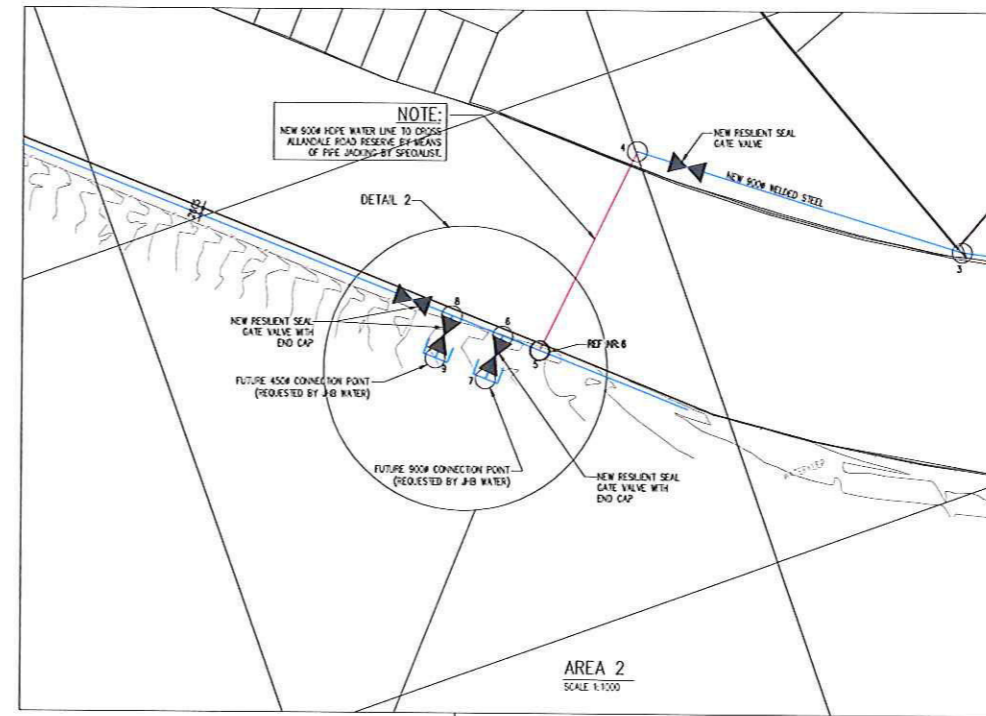 NOTE:
NEW 900ø HDPE WATER LINE TO CROSS
ALLANDALE ROAD RESERVE BY MEANS
OF PIPE JACKING BY SPECIALIST.
4
NEW RESILIENT SEAL
GATE VALVE
NEW 900ø WELDED STEEL
3
DETAIL 2
NEW RESILIENT SEAL
GATE VALVE WITH
END CAP
8
6
5
REF NR: 6
9
7
FUTURE 450ø CONNECTION POINT
(REQUESTED BY JHB WATER)
FUTURE 900ø CONNECTION POINT
(REQUESTED BY JHB WATER)
NEW RESILIENT SEAL
GATE VALVE WITH
END CAP
AREA 2
SCALE 1:1000